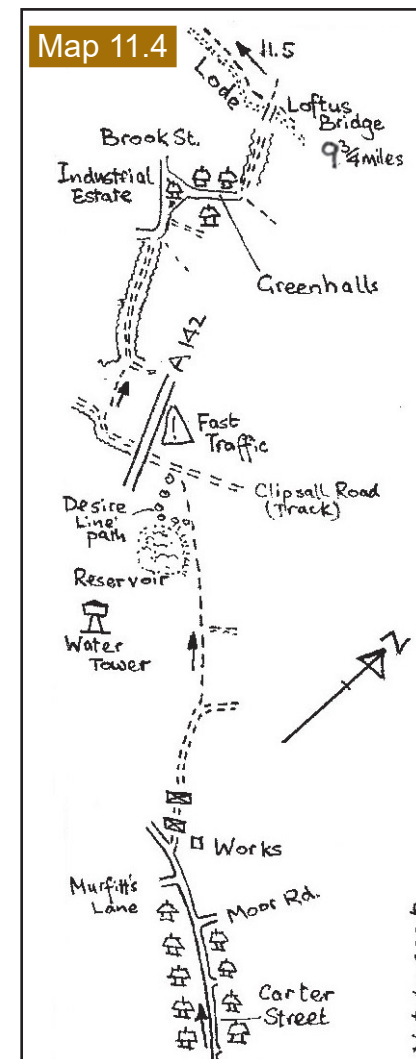 Map 11.4
11.5
Lode
Loftus
Bridge
9¾ miles
Brook St.
Industrial
Estate
Greenhalls
A142
Fast
Traffic
!
Clipsall Road
(Track)
'Desire
Line'
path
Reservoir
Water
Tower
N
Works
Murfitt's
Lane
Moor Rd.
Carter
Street